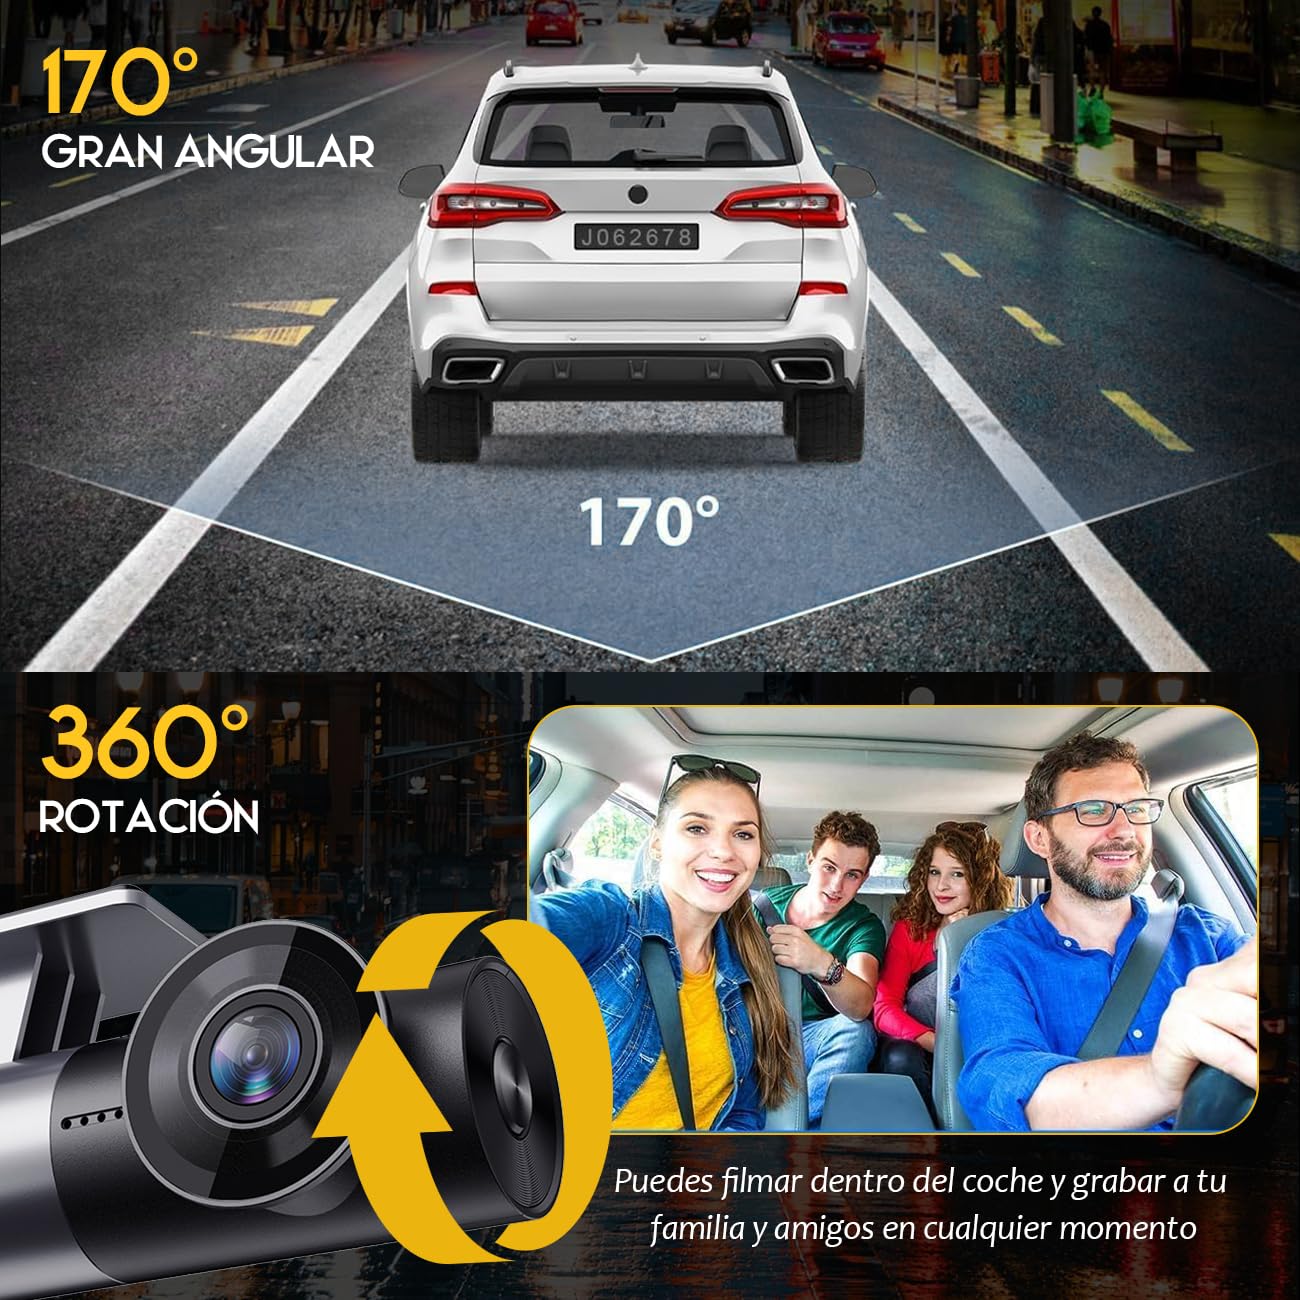 170°
GRAN ANGULAR
J062678
170°
360°
ROTACIÓN
Puedes filmar dentro del coche y grabar a tu
familia y amigos en cualquier momento